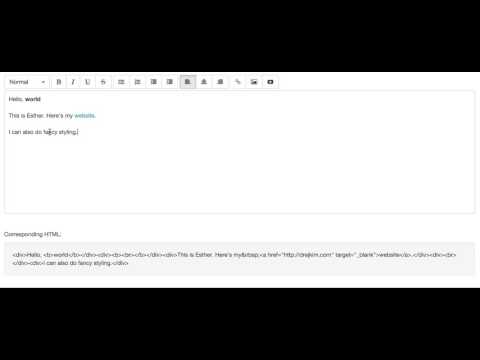 Normal B I U S
Hello, world
This is Esther. Here's my website.
I can also do fancy styling.
Corresponding HTML:
<div>Hello, <b>world</b></div><div><b><br></b></div><div>This is Esther. Here's my&nbsp;<a href="http://drejkim.com" target="_blank">website</a>.</div><div><br>
</div><div>I can also do fancy styling.</div>